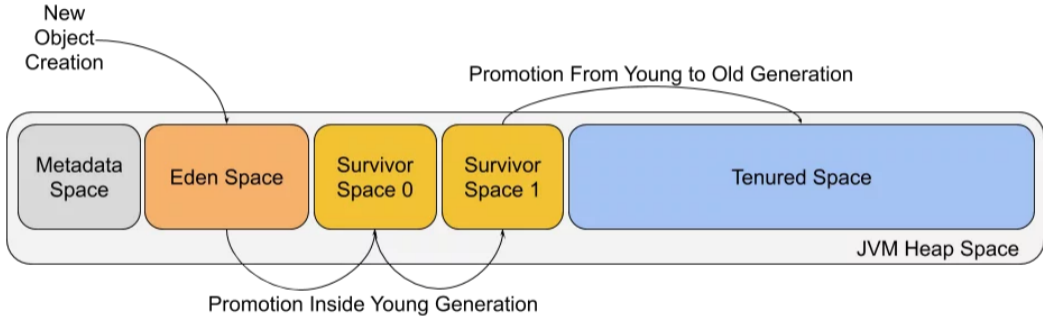 New
Object
Creation
Promotion From Young to Old Generation
Metadata
Space
Eden Space
Survivor
Space 0
Survivor
Space 1
Tenured Space
JVM Heap Space
Promotion Inside Young Generation